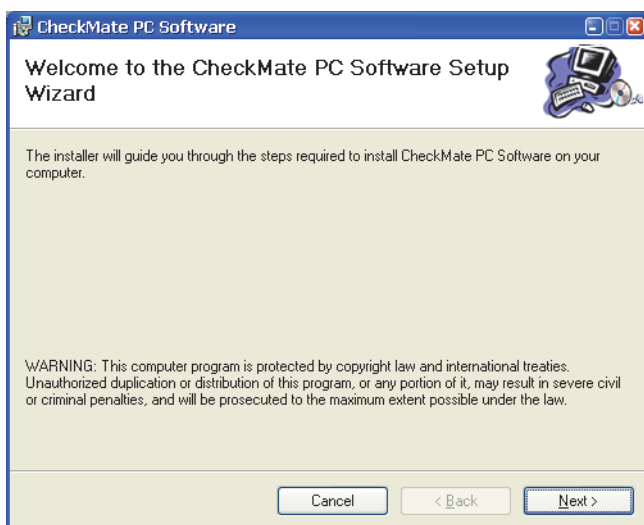 CheckMate PC Software
Welcome to the CheckMate PC Software Setup
Wizard
The installer will guide you through the steps required to install CheckMate PC Software on your
computer.
WARNING: This computer program is protected by copyright law and international treaties.
Unauthorized duplication or distribution of this program, or any portion of it, may result in severe civil
or criminal penalties, and will be prosecuted to the maximum extent possible under the law.
Cancel < Back Next >